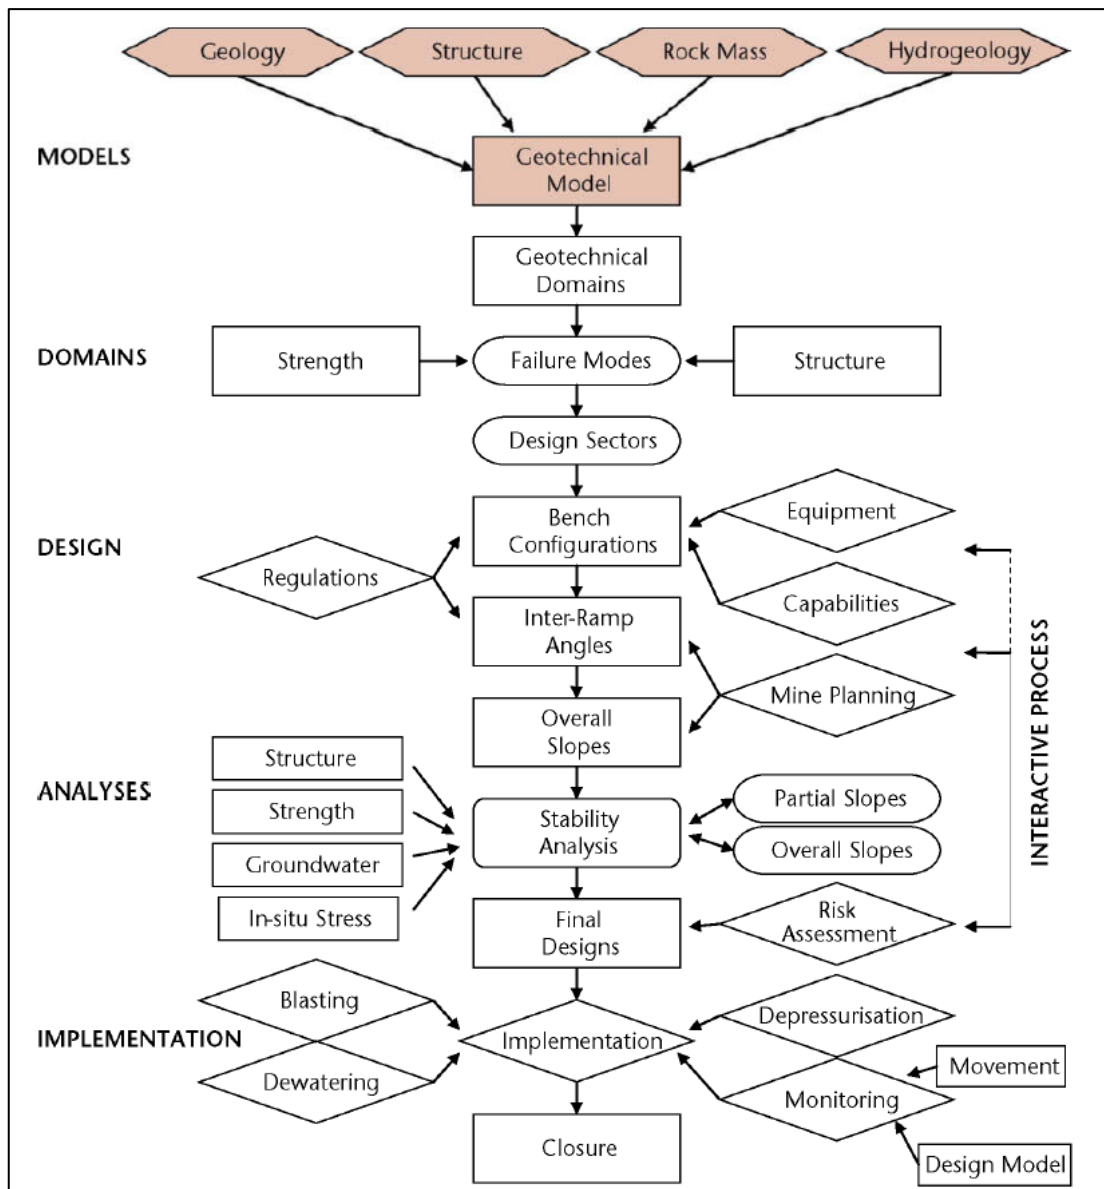 Geology
Structure
Rock Mass
Hydrogeology
MODELS
Geotechnical
Model
Geotechnical
Domains
DOMAINS
Strength
Failure Modes
Structure
Design Sectors
DESIGN
Regulations
Bench
Configurations
Equipment
Capabilities
Inter-Ramp
Angles
Mine Planning
Overall
Slopes
INTERACTIVE PROCESS
ANALYSES
Structure
Strength
Groundwater
In-situ Stress
Stability
Analysis
Partial Slopes
Overall Slopes
Final
Designs
Risk
Assessment
IMPLEMENTATION
Blasting
Dewatering
Implementation
Depressurisation
Monitoring
Movement
Design Model
Closure